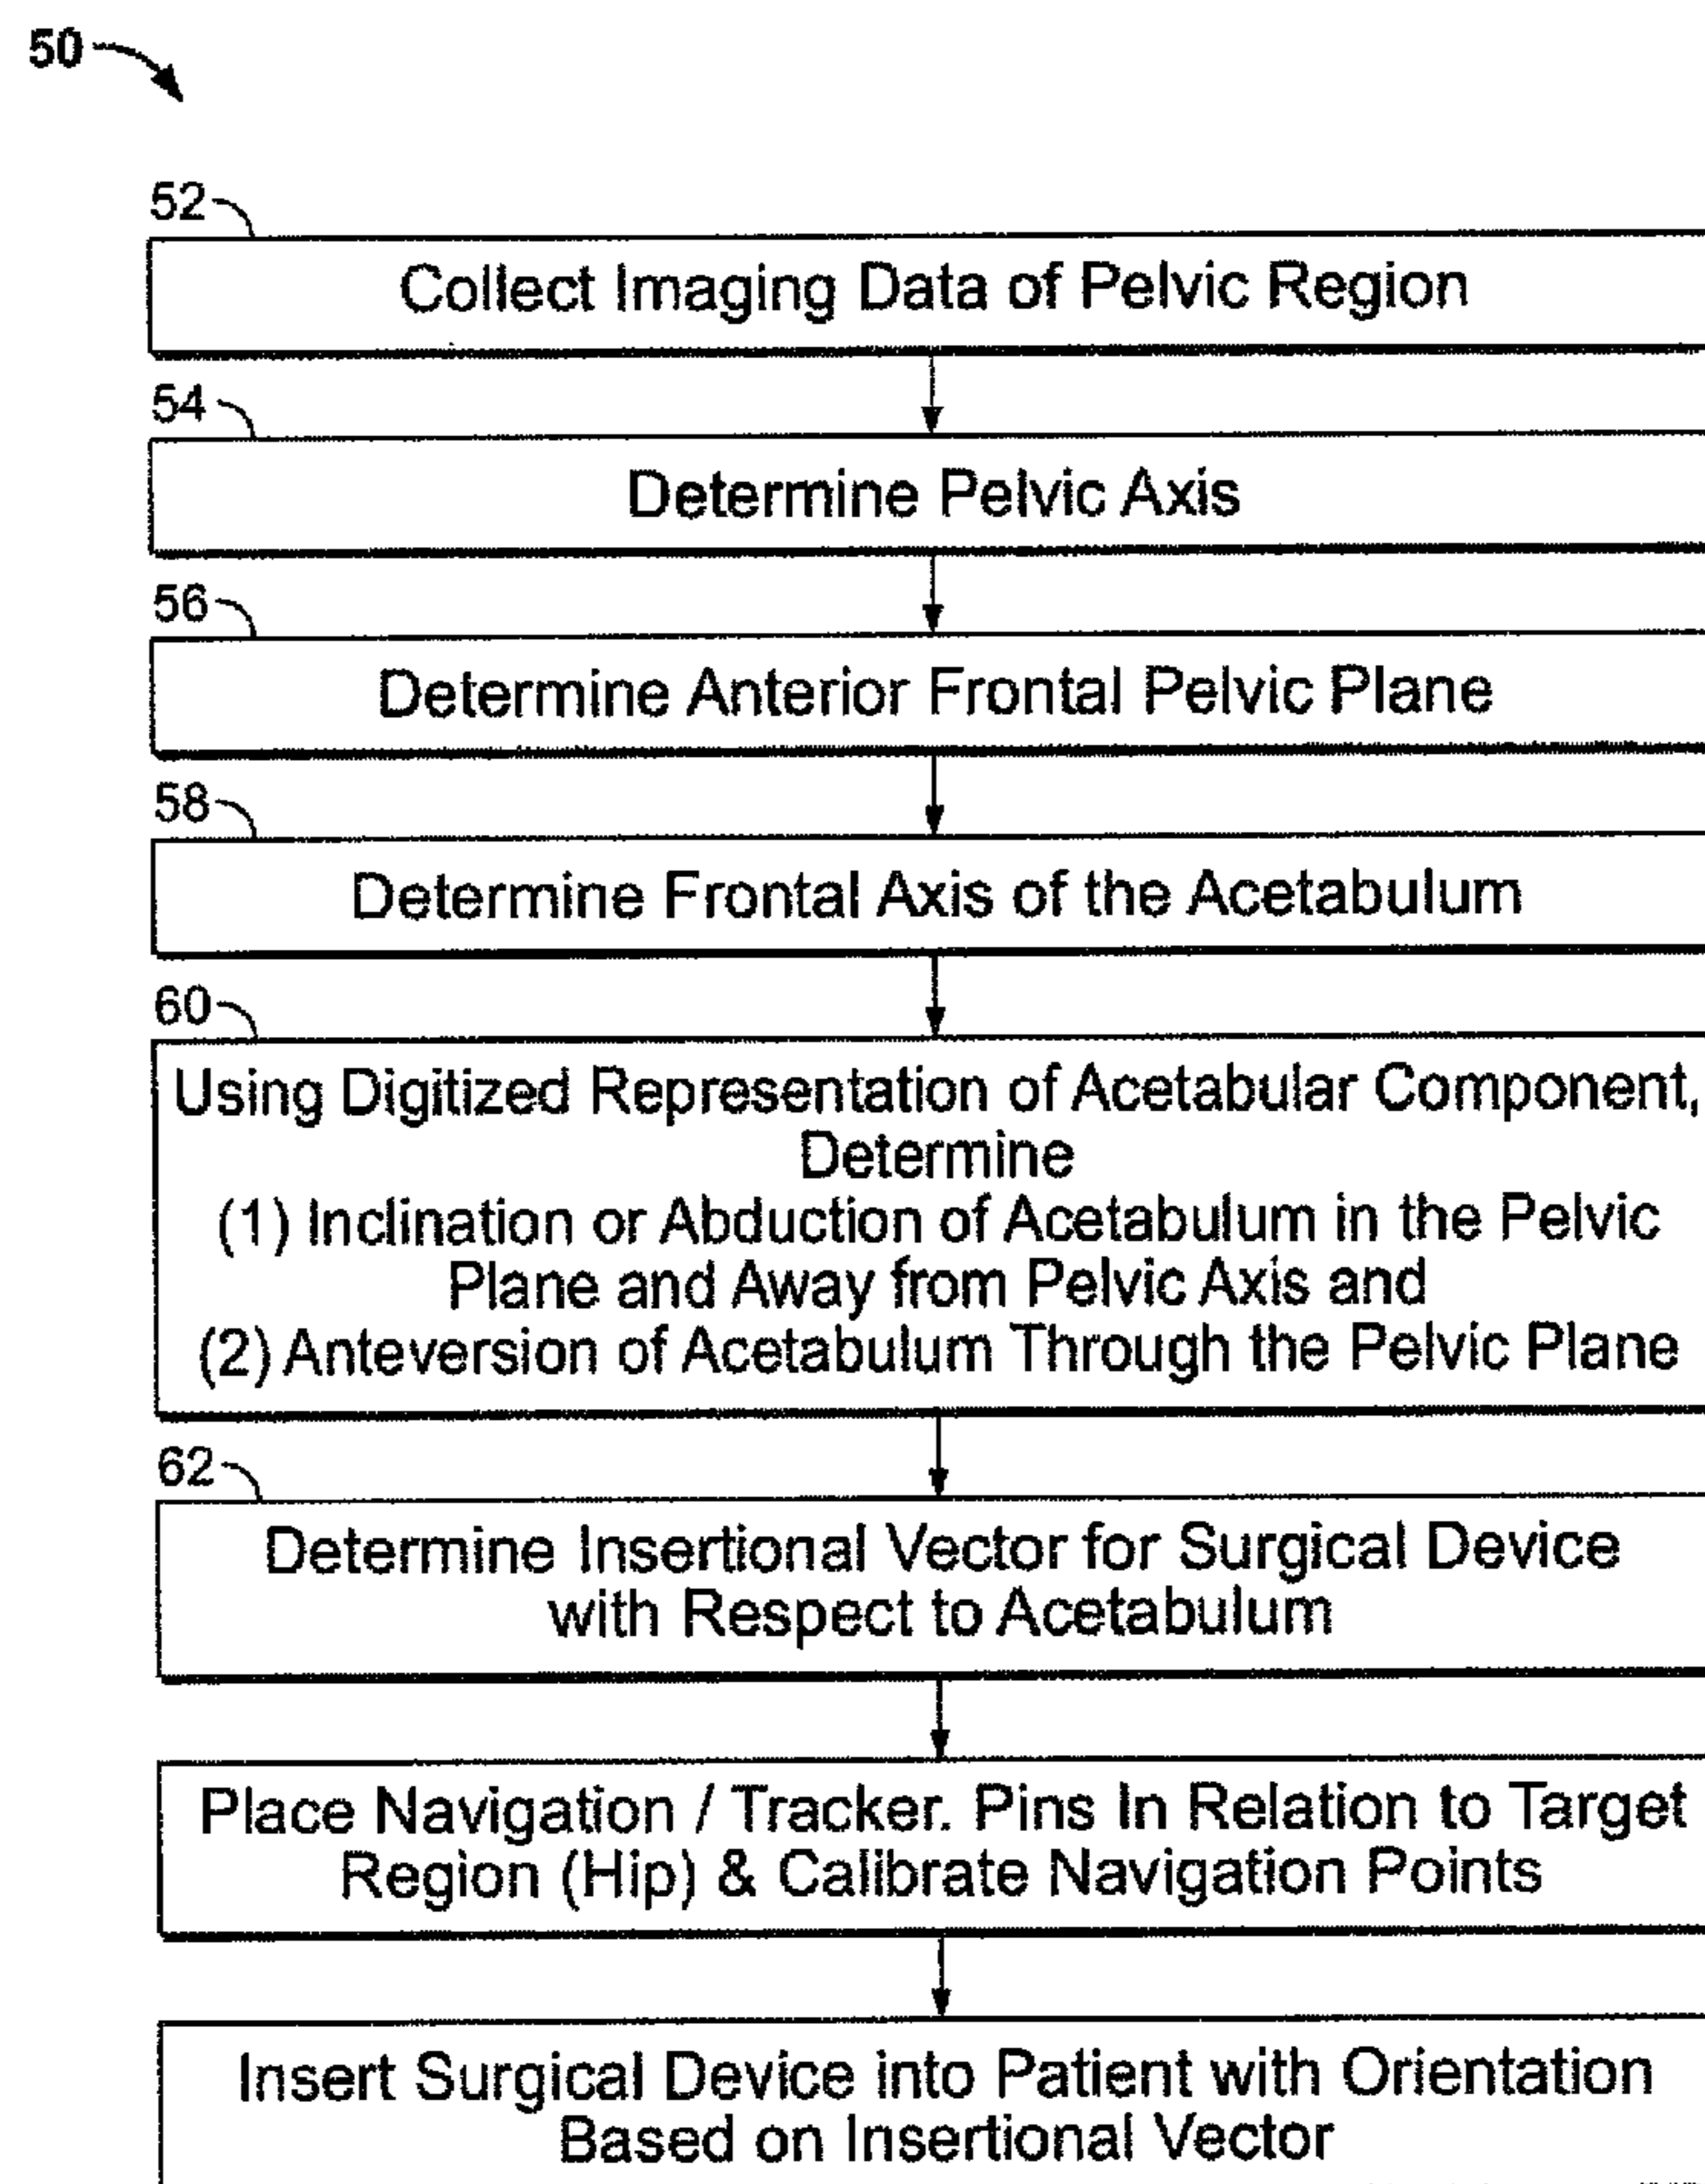 50
52
Collect Imaging Data of Pelvic Region
54
Determine Pelvic Axis
56
Determine Anterior Frontal Pelvic Plane
58
Determine Frontal Axis of the Acetabulum
60
Using Digitized Representation of Acetabular Component,
Determine
(1) Inclination or Abduction of Acetabulum in the Pelvic
Plane and Away from Pelvic Axis and
(2) Anteversion of Acetabulum Through the Pelvic Plane
62
Determine Insertional Vector for Surgical Device
with Respect to Acetabulum
Place Navigation / Tracker. Pins In Relation to Target
Region (Hip) & Calibrate Navigation Points
Insert Surgical Device into Patient with Orientation
Based on Insertional Vector